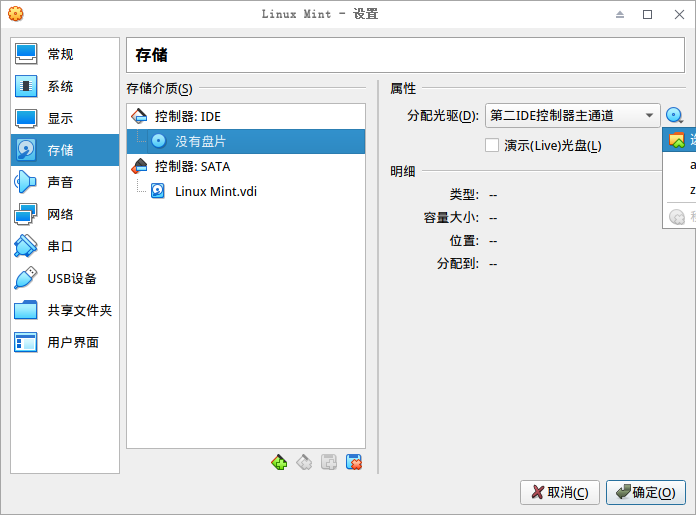 Linux Mint - 设置
常规
系统
显示
存储
声音
网络
串口
USB设备
共享文件夹
用户界面
存储
存储介质(S)
控制器: IDE
没有盘片
控制器: SATA
Linux Mint.vdi
属性
分配光驱(D): 第二IDE控制器主通道
演示(Live)光盘(L)
明细
类型: --
容量大小: --
位置: --
分配到: --
a
z
取消(C)
确定(O)